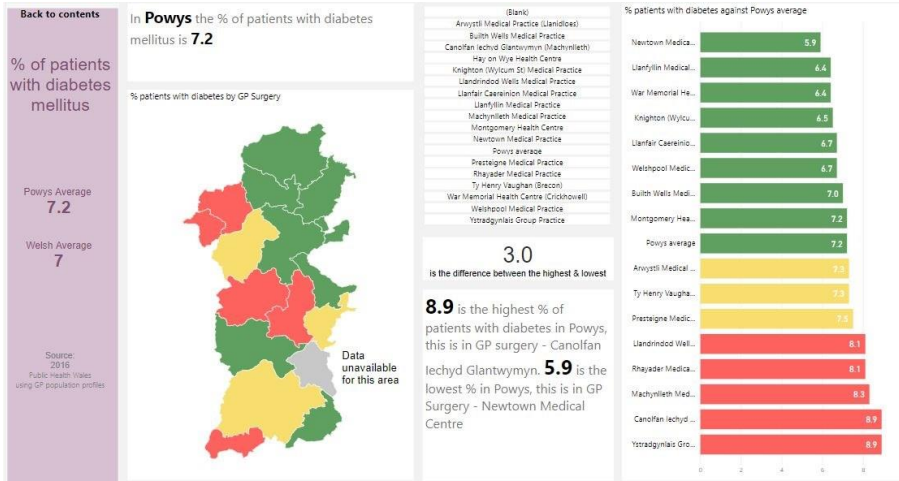 Back to contents
% of patients
with diabetes
mellitus
Powys Average
7.2
Welsh Average
7
Source:
2016
Public Health Wales
using GP population profiles
In Powys the % of patients with diabetes
mellitus is 7.2
% patients with diabetes by GP Surgery
Data
unavailable
for this area
(Blank)
Arwystli Medical Practice (Llanidloes)
Builth Wells Medical Practice
Canolfan Iechyd Glantwymyn (Machynlleth)
Hay on Wye Health Centre
Knighton (Wylcum St) Medical Practice
Llandrindod Wells Medical Practice
Llanfair Caereinion Medical Practice
Llanfyllin Medical Practice
Machynlleth Medical Practice
Montgomery Health Centre
Newtown Medical Practice
Powys average
Presteigne Medical Practice
Rhayader Medical Practice
Ty Henry Vaughan (Brecon)
War Memorial Health Centre (Crickhowell)
Welshpool Medical Practice
Ystradgynlais Group Practice
3.0
is the difference between the highest & lowest
8.9 is the highest % of
patients with diabetes in Powys,
this is in GP surgery - Canolfan
Iechyd Glantwymyn. 5.9 is the
lowest % in Powys, this is in GP
Surgery - Newtown Medical
Centre
% patients with diabetes against Powys average
Newtown Medica... 5.9
Llanfyllin Medical... 6.4
War Memorial He... 6.4
Knighton (Wylcu... 6.5
Llanfair Caereinio... 6.7
Welshpool Medic... 6.7
Builth Wells Medi... 7.0
Montgomery Hea... 7.2
Powys average 7.2
Arwystli Medical ... 7.3
Ty Henry Vaugha... 7.3
Presteigne Medic... 7.5
Llandrindod Well... 8.1
Rhayader Medica... 8.1
Machynlleth Med... 8.3
Canolfan Iechyd ... 8.9
Ystradgynlais Gro... 8.9
0 2 4 6 8